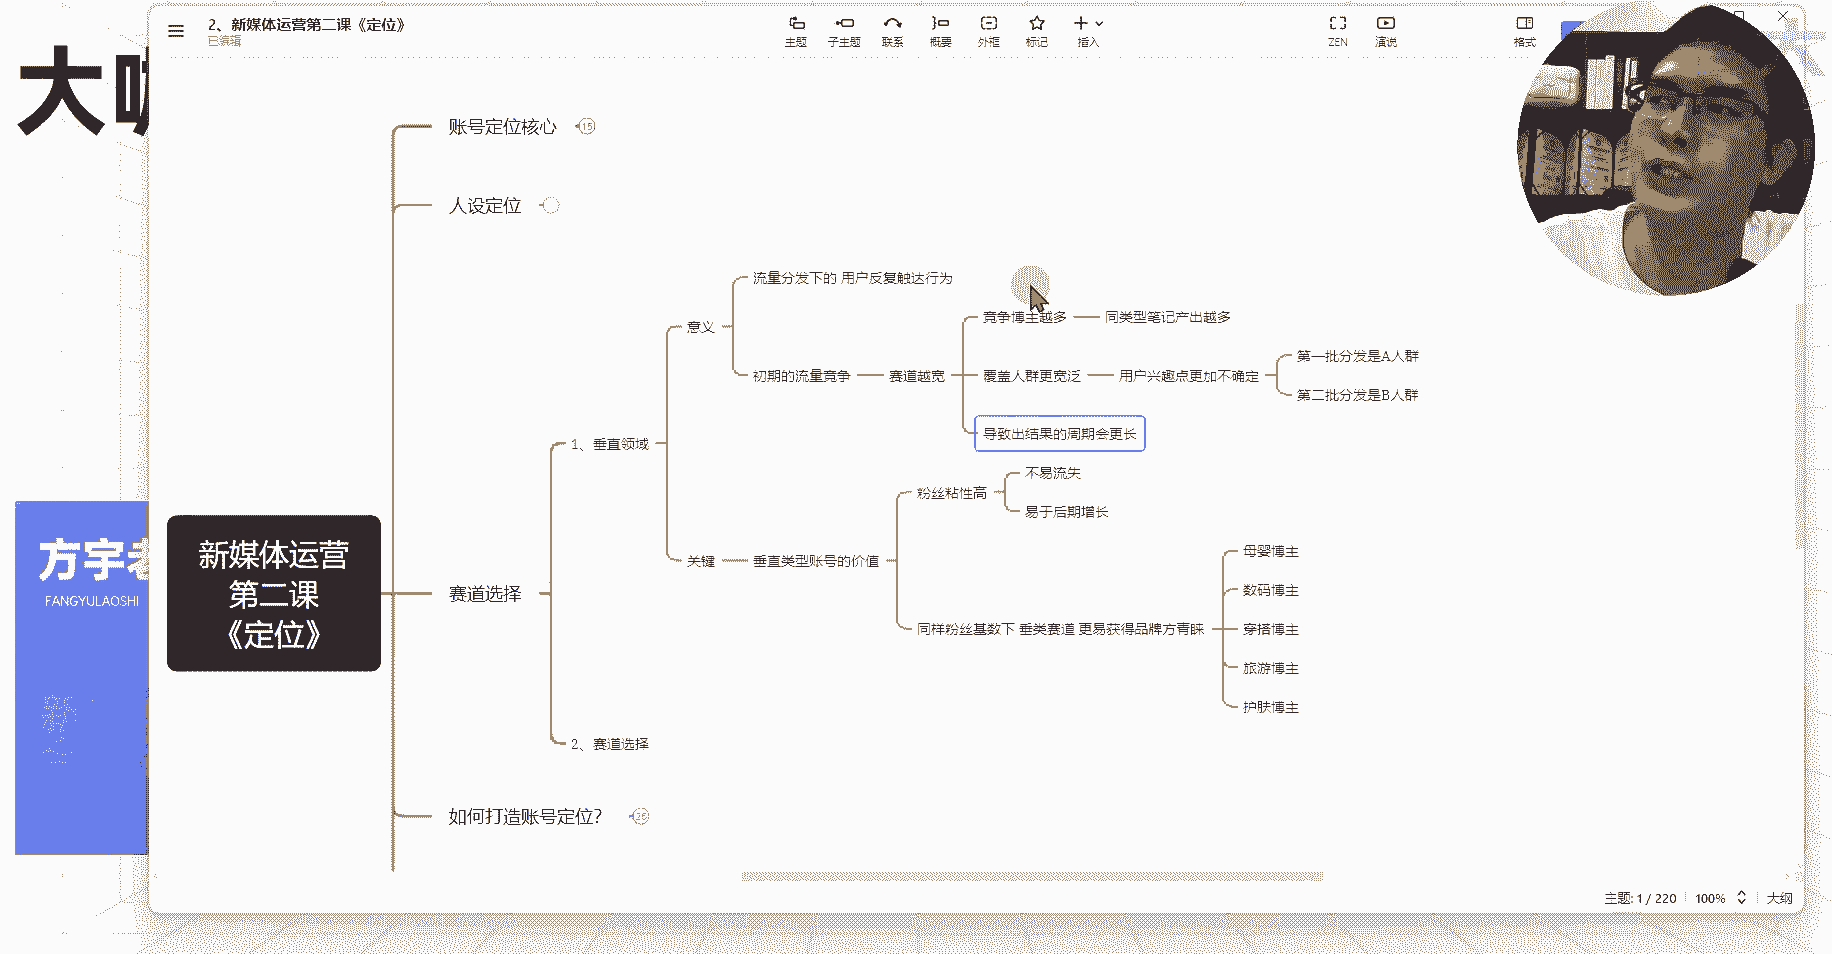 2、新媒体运营第二课《定位》
已编辑
主题
子主题
联系
概要
外框
标记
插入
ZEN
演说
格式
大
账号定位核心
15
人设定位
流量分发下的 用户反复触达行为
意义
竞争博主越多
同类型笔记产出越多
初期的流量竞争
赛道越宽
覆盖人群更宽泛
用户兴趣点更加不确定
第一批分发是A人群
第二批分发是B人群
导致出结果的周期会更长
1、垂直领域
不易流失
粉丝粘性高
易于后期增长
关键
垂直类型账号的价值
母婴博主
数码博主
同样粉丝基数下 垂类赛道 更易获得品牌方青睐
穿搭博主
旅游博主
护肤博主
新媒体运营
第二课
《定位》
赛道选择
2、赛道选择
如何打造账号定位?
方宇老
FANGYULAOSHI
主题: 1 / 220
100%
大纲